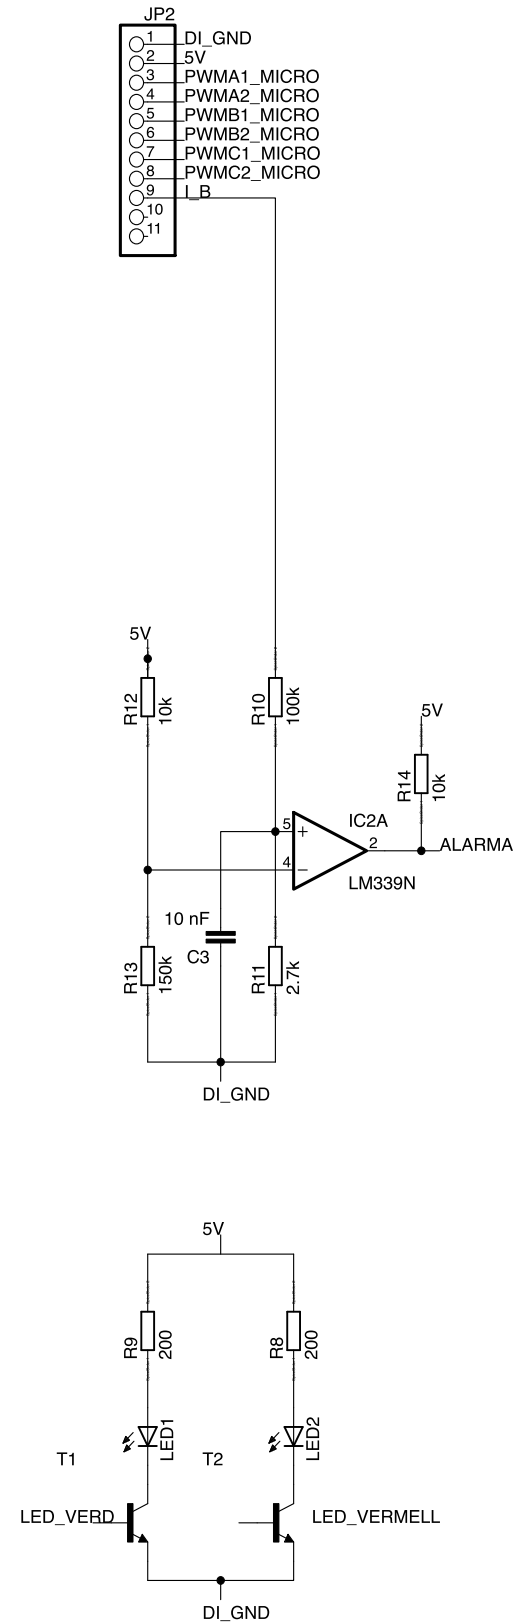 JP2
1 DI_GND
2 5V
3 PWMA1_MICRO
4 PWMA2_MICRO
5 PWMB1_MICRO
6 PWMB2_MICRO
7 PWMC1_MICRO
8 PWMC2_MICRO
9 I_B
10
11
5V
R12
10k
R10
100k
5V
R14
10k
5
+
IC2A
2
ALARMA
4
−
LM339N
10 nF
C3
R13
150k
R11
2.7k
DI_GND
5V
R9
200
R8
200
LED1
LED2
T1
T2
LED_VERD
LED_VERMELL
DI_GND